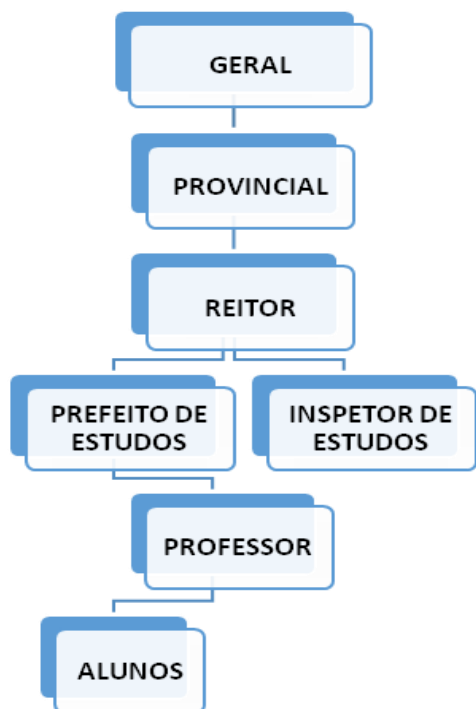 GERAL
PROVINCIAL
REITOR
PREFEITO DE
ESTUDOS
INSPETOR DE
ESTUDOS
PROFESSOR
ALUNOS